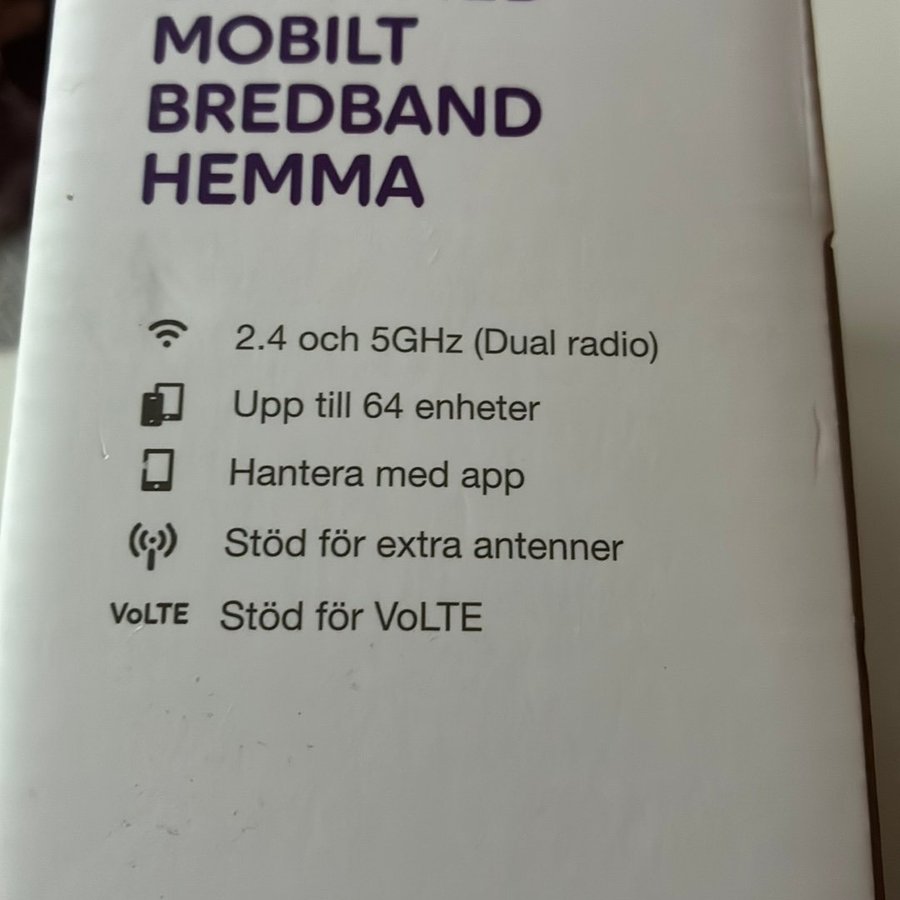 MOBILT
BREDBAND
HEMMA
2.4 och 5GHz (Dual radio)
Upp till 64 enheter
Hantera med app
Stöd för extra antenner
VoLTE Stöd för VoLTE